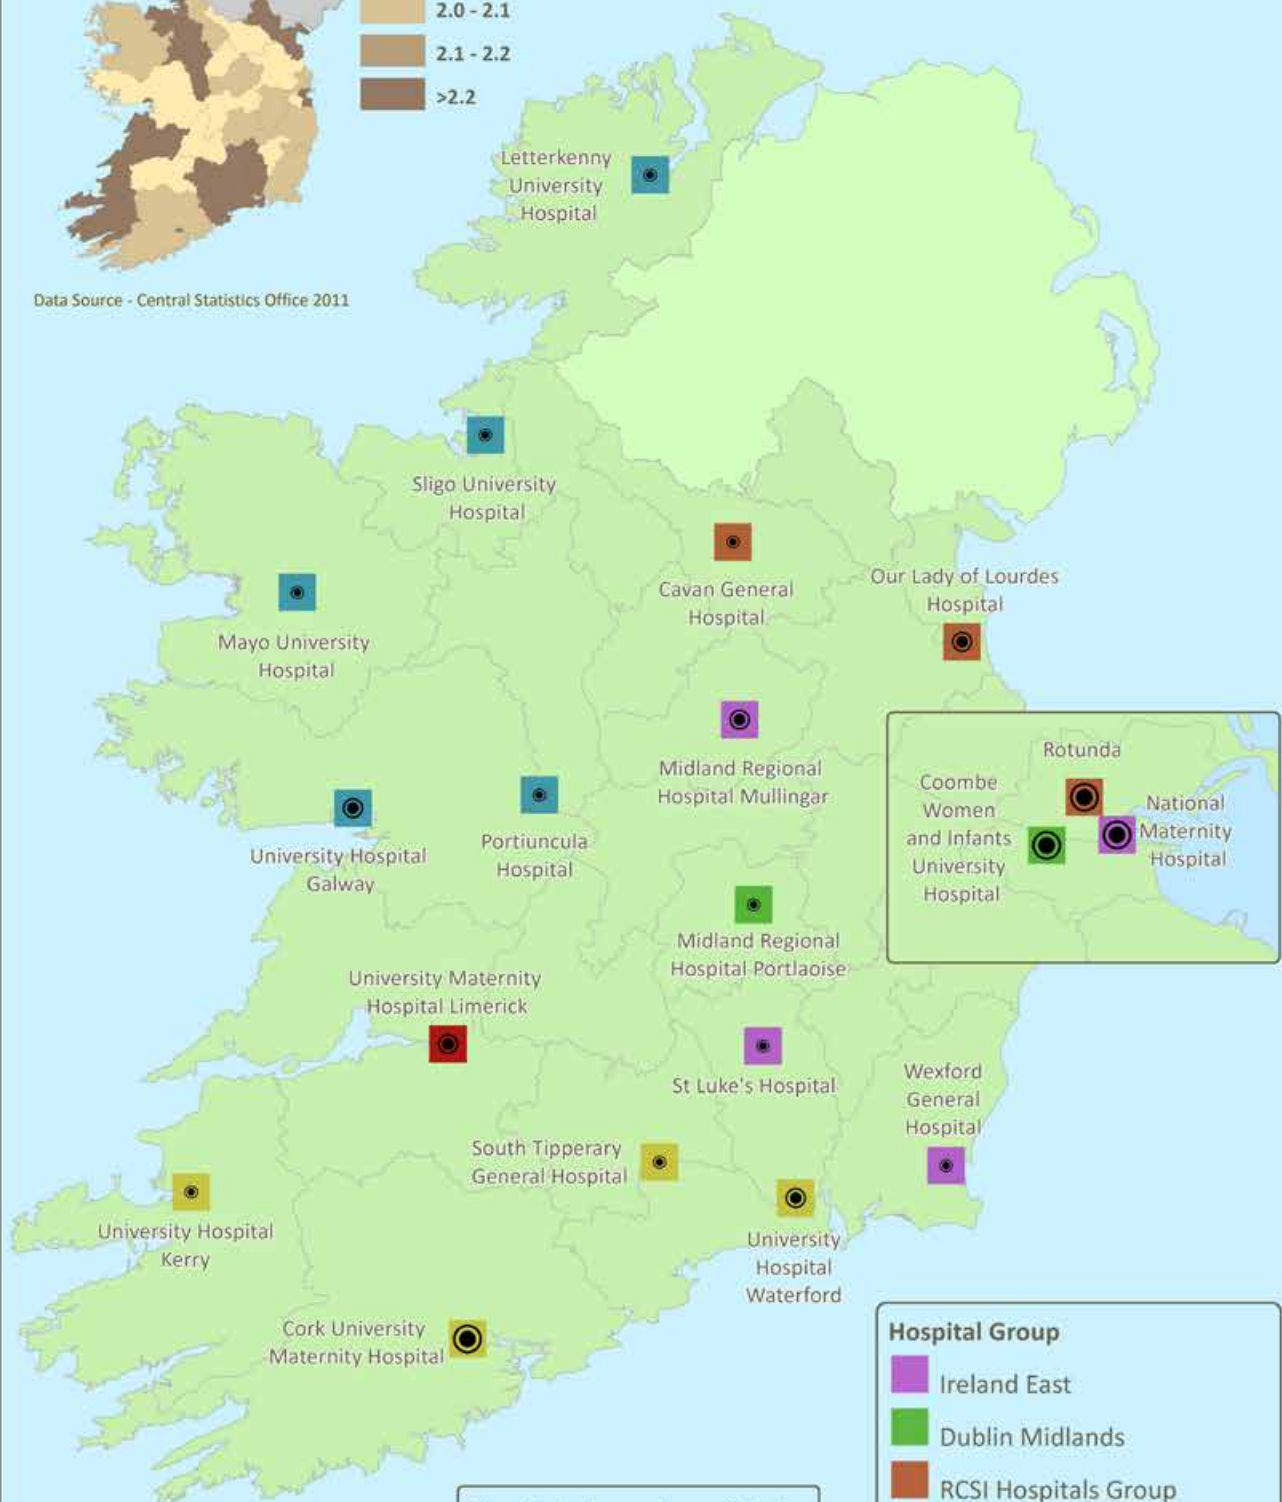 2.0 - 2.1
2.1 - 2.2
>2.2
Data Source - Central Statistics Office 2011
Letterkenny
University
Hospital
Sligo University
Hospital
Cavan General
Hospital
Our Lady of Lourdes
Hospital
Mayo University
Hospital
Midland Regional
Hospital Mullingar
Rotunda
Coombe
Women
and Infants
University
Hospital
National
Maternity
Hospital
University Hospital
Galway
Portiuncula
Hospital
Midland Regional
Hospital Portlaoise
University Maternity
Hospital Limerick
St Luke's Hospital
Wexford
General
Hospital
South Tipperary
General Hospital
University Hospital
Kerry
University
Hospital
Waterford
Cork University
Maternity Hospital
Hospital Group
Ireland East
Dublin Midlands
RCSI Hospitals Group